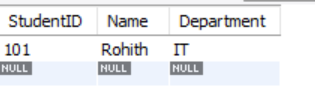 StudentID Name Department
101 Rohith IT
NULL NULL NULL